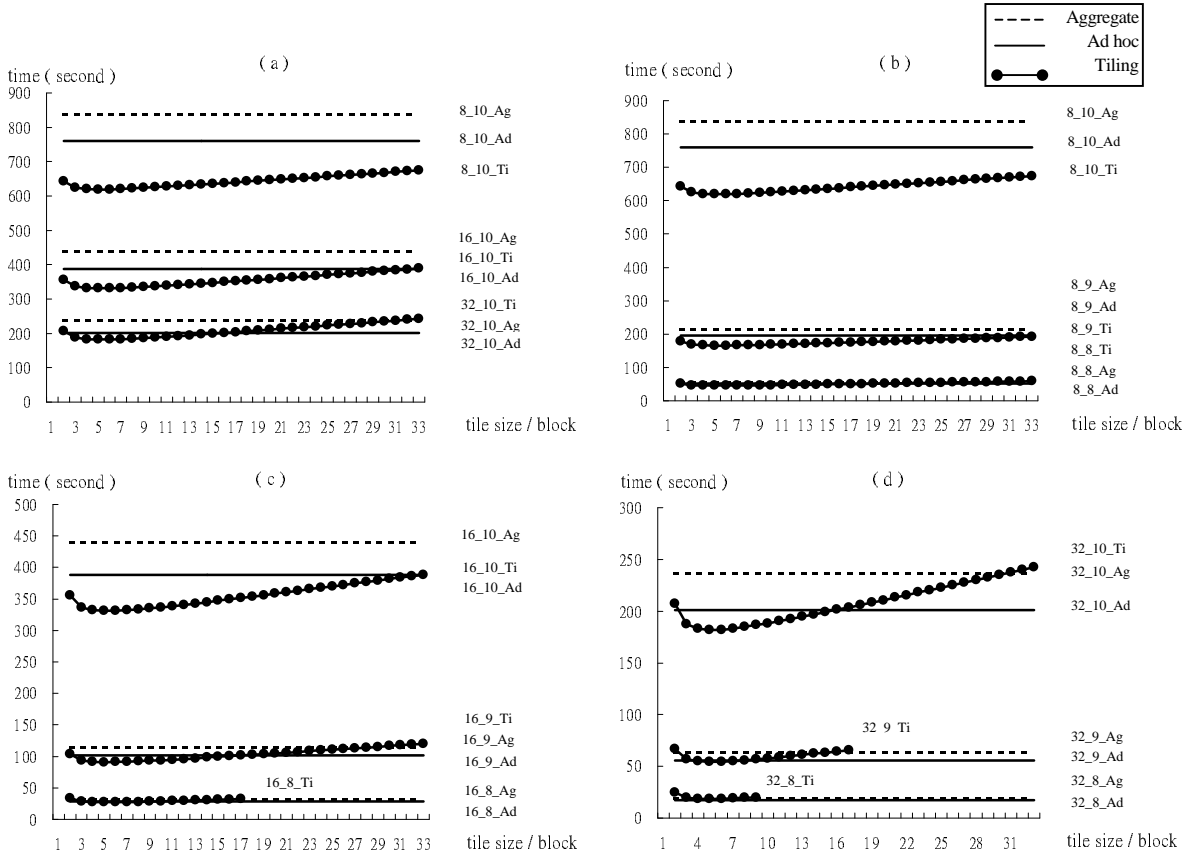 Aggregate
Ad hoc
Tiling
( a )
time ( second )
900
800
700
600
500
400
300
200
100
0
8_10_Ag
8_10_Ad
8_10_Ti
16_10_Ag
16_10_Ti
16_10_Ad
32_10_Ti
32_10_Ag
32_10_Ad
1 3 5 7 9 11 13 15 17 19 21 23 25 27 29 31 33
tile size / block
( b )
time ( second )
900
800
700
600
500
400
300
200
100
0
8_10_Ag
8_10_Ad
8_10_Ti
8_9_Ag
8_9_Ad
8_9_Ti
8_8_Ti
8_8_Ag
8_8_Ad
1 3 5 7 9 11 13 15 17 19 21 23 25 27 29 31
tile size / block
( c )
time ( second )
500
450
400
350
300
250
200
150
100
50
0
16_10_Ag
16_10_Ti
16_10_Ad
16_9_Ti
16_9_Ag
16_9_Ad
16_8_Ti
16_8_Ag
16_8_Ad
1 3 5 7 9 11 13 15 17 19 21 23 25 27 29 31 33
tile size / block
( d )
time ( second )
300
250
200
150
100
50
0
32_10_Ti
32_10_Ag
32_10_Ad
32_9_Ti
32_9_Ag
32_9_Ad
32_8_Ti
32_8_Ag
32_8_Ad
1 4 7 10 13 16 19 22 25 28 31
tile size / block